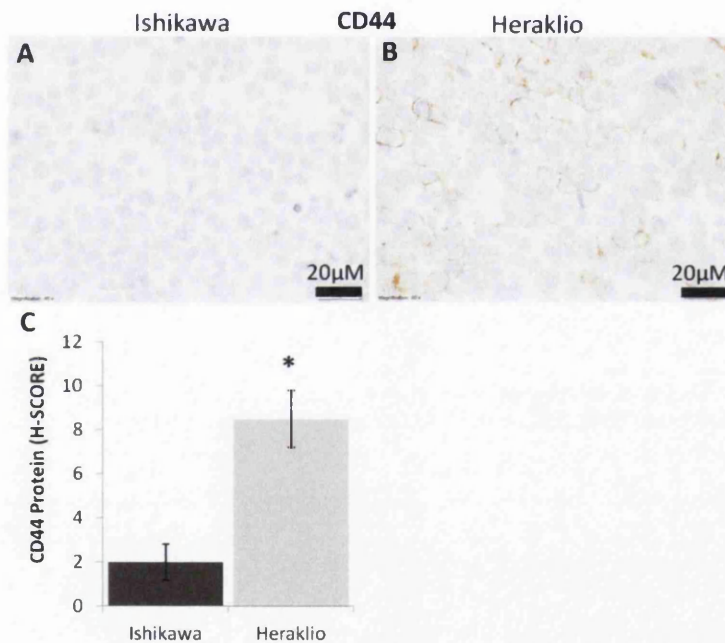 Ishikawa CD44 Heraklio
A B
20µM 20µM
C
CD44 Protein (H-SCORE)
12
10
8
6
4
2
0
*
Ishikawa Heraklio